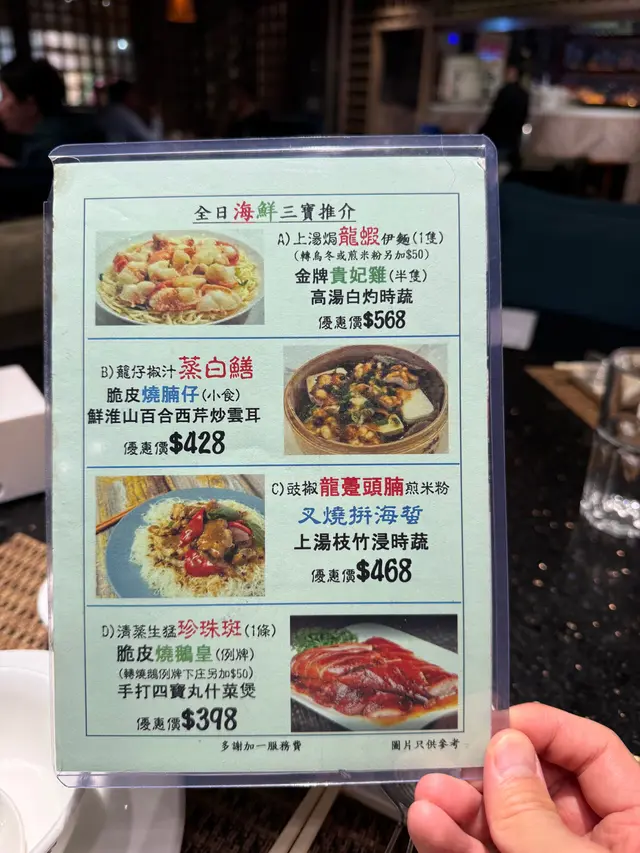 全日海鮮三寶推介
A)上湯焗龍蝦伊麵(1隻)
(轉烏冬或煎米粉另加$50)
金牌貴妃雞(半隻)
高湯白灼時蔬
優惠價$568
B)籠仔椒汁蒸白鱔
脆皮燒腩仔(小食)
鮮淮山百合西芹炒雲耳
優惠價$428
C)豉椒龍躉頭腩煎米粉
叉燒拼海蜇
上湯枝竹浸時蔬
優惠價$468
D)清蒸生猛珍珠斑(1條)
脆皮燒鵝皇(例牌)
(轉燒鵝例牌下庄另加$50)
手打四寶丸什菜煲
優惠價$398
多謝加一服務費
圖片只供參考